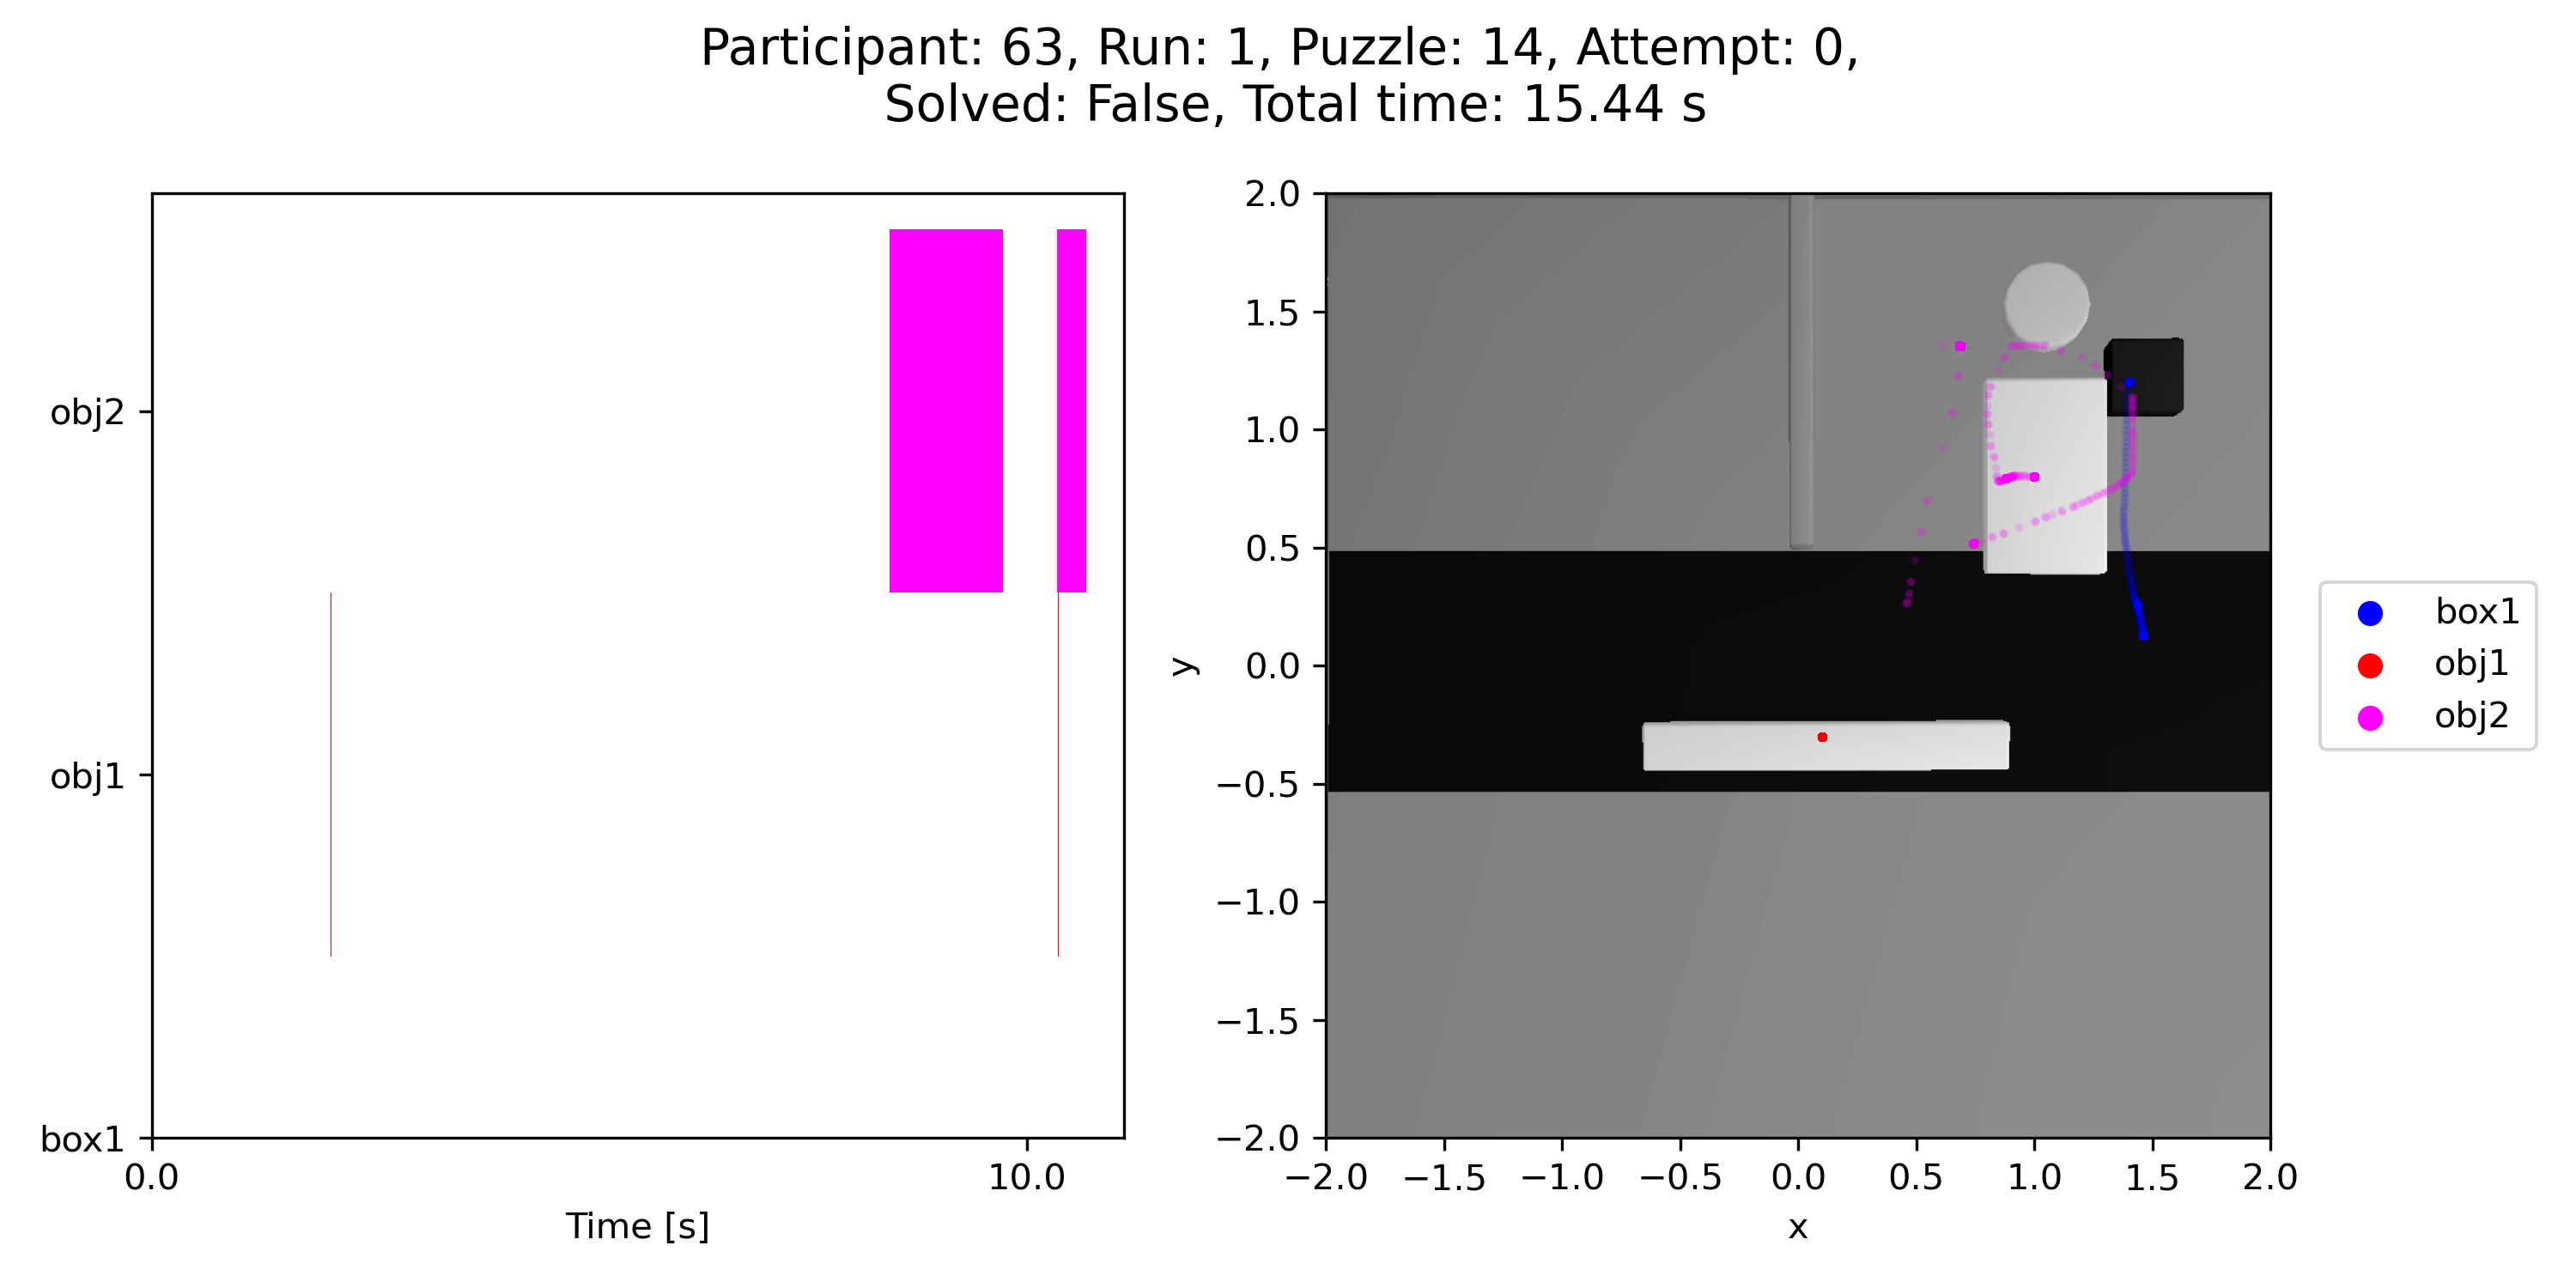 Participant: 63, Run: 1, Puzzle: 14, Attempt: 0,
Solved: False, Total time: 15.44 s
obj2
obj1
box1
0.0
10.0
Time [s]
2.0
1.5
1.0
0.5
0.0
−0.5
−1.0
−1.5
−2.0
y
−2.0
−1.5
−1.0
−0.5
0.0
0.5
1.0
1.5
2.0
x
box1
obj1
obj2